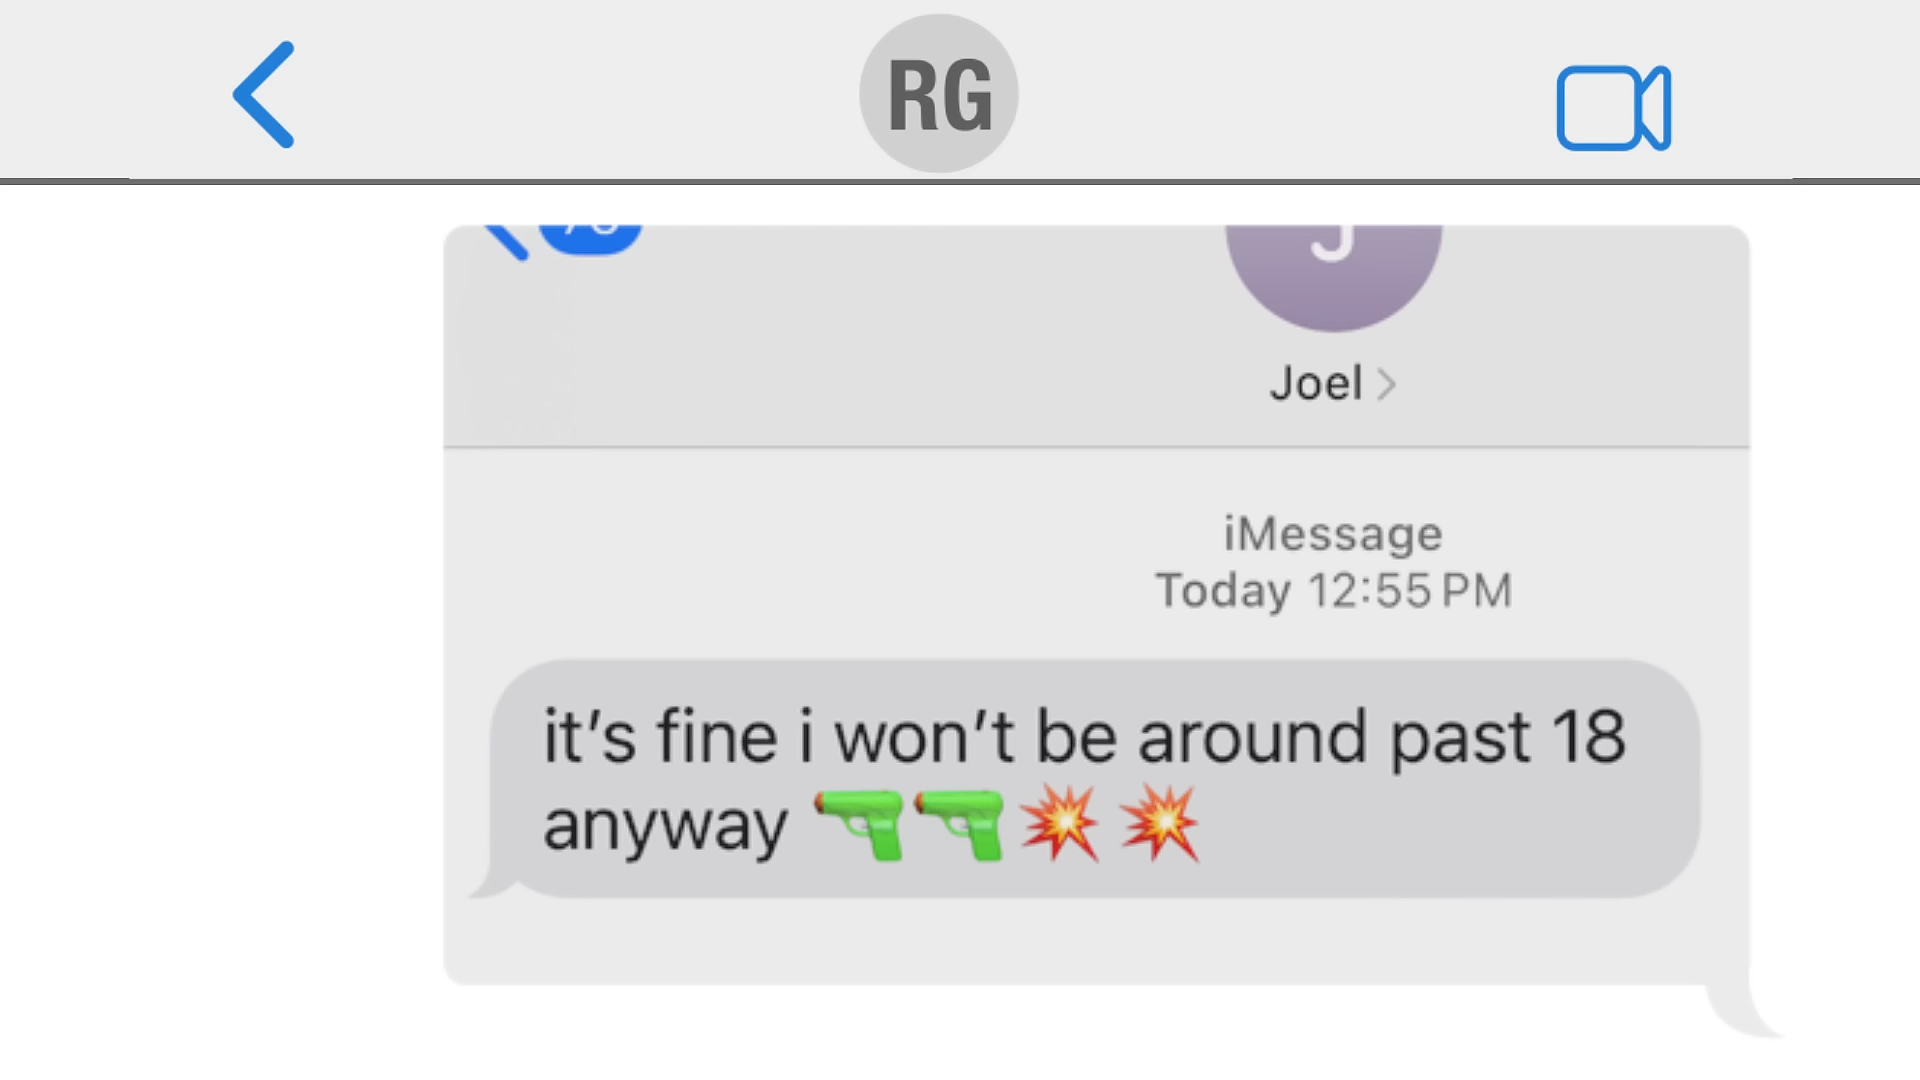 RG
Joel
iMessage
Today 12:55 PM
it’s fine i won’t be around past 18
anyway 🔫🔫💥💥